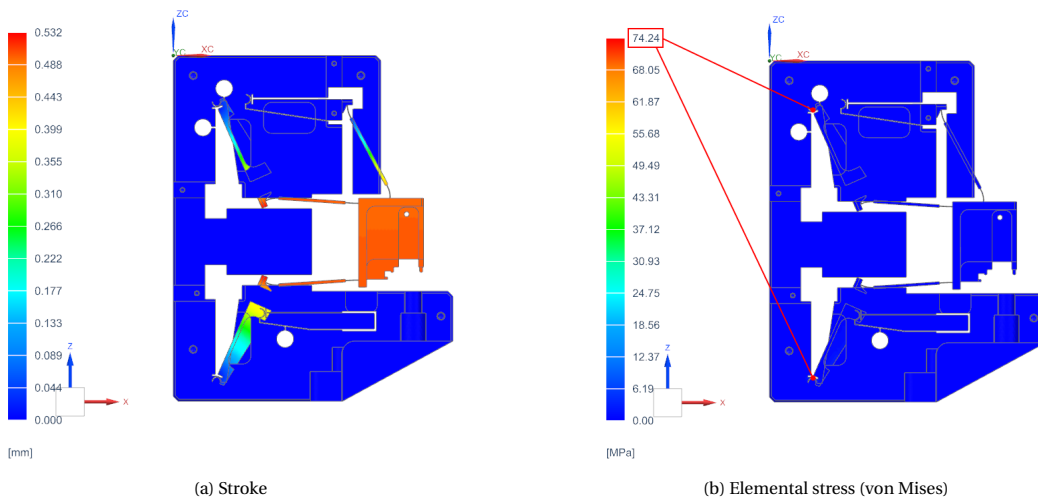 ZC
YC
XC
0.532
0.488
0.443
0.399
0.355
0.310
0.266
0.222
0.177
0.133
0.089
0.044
0.000
Z
X
[mm]
(a) Stroke
ZC
YC
XC
74.24
68.05
61.87
55.68
49.49
43.31
37.12
30.93
24.75
18.56
12.37
6.19
0.00
Z
X
[MPa]
(b) Elemental stress (von Mises)